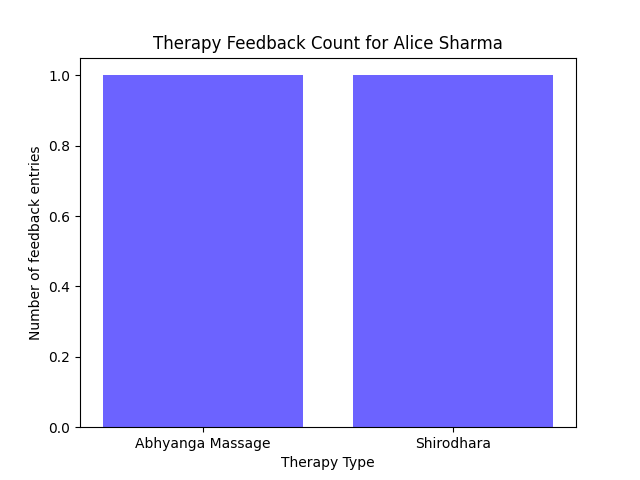 Therapy Feedback Count for Alice Sharma
Number of feedback entries
1.0
0.8
0.6
0.4
0.2
0.0
Abhyanga Massage
Shirodhara
Therapy Type